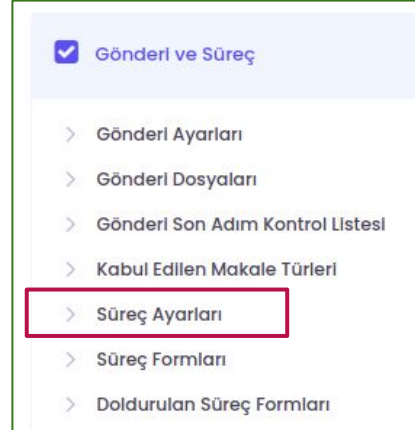 Gönderi ve Süreç
Gönderi Ayarları
Gönderi Dosyaları
Gönderi Son Adım Kontrol Listesi
Kabul Edilen Makale Türleri
Süreç Ayarları
Süreç Formları
Doldurulan Süreç Formları